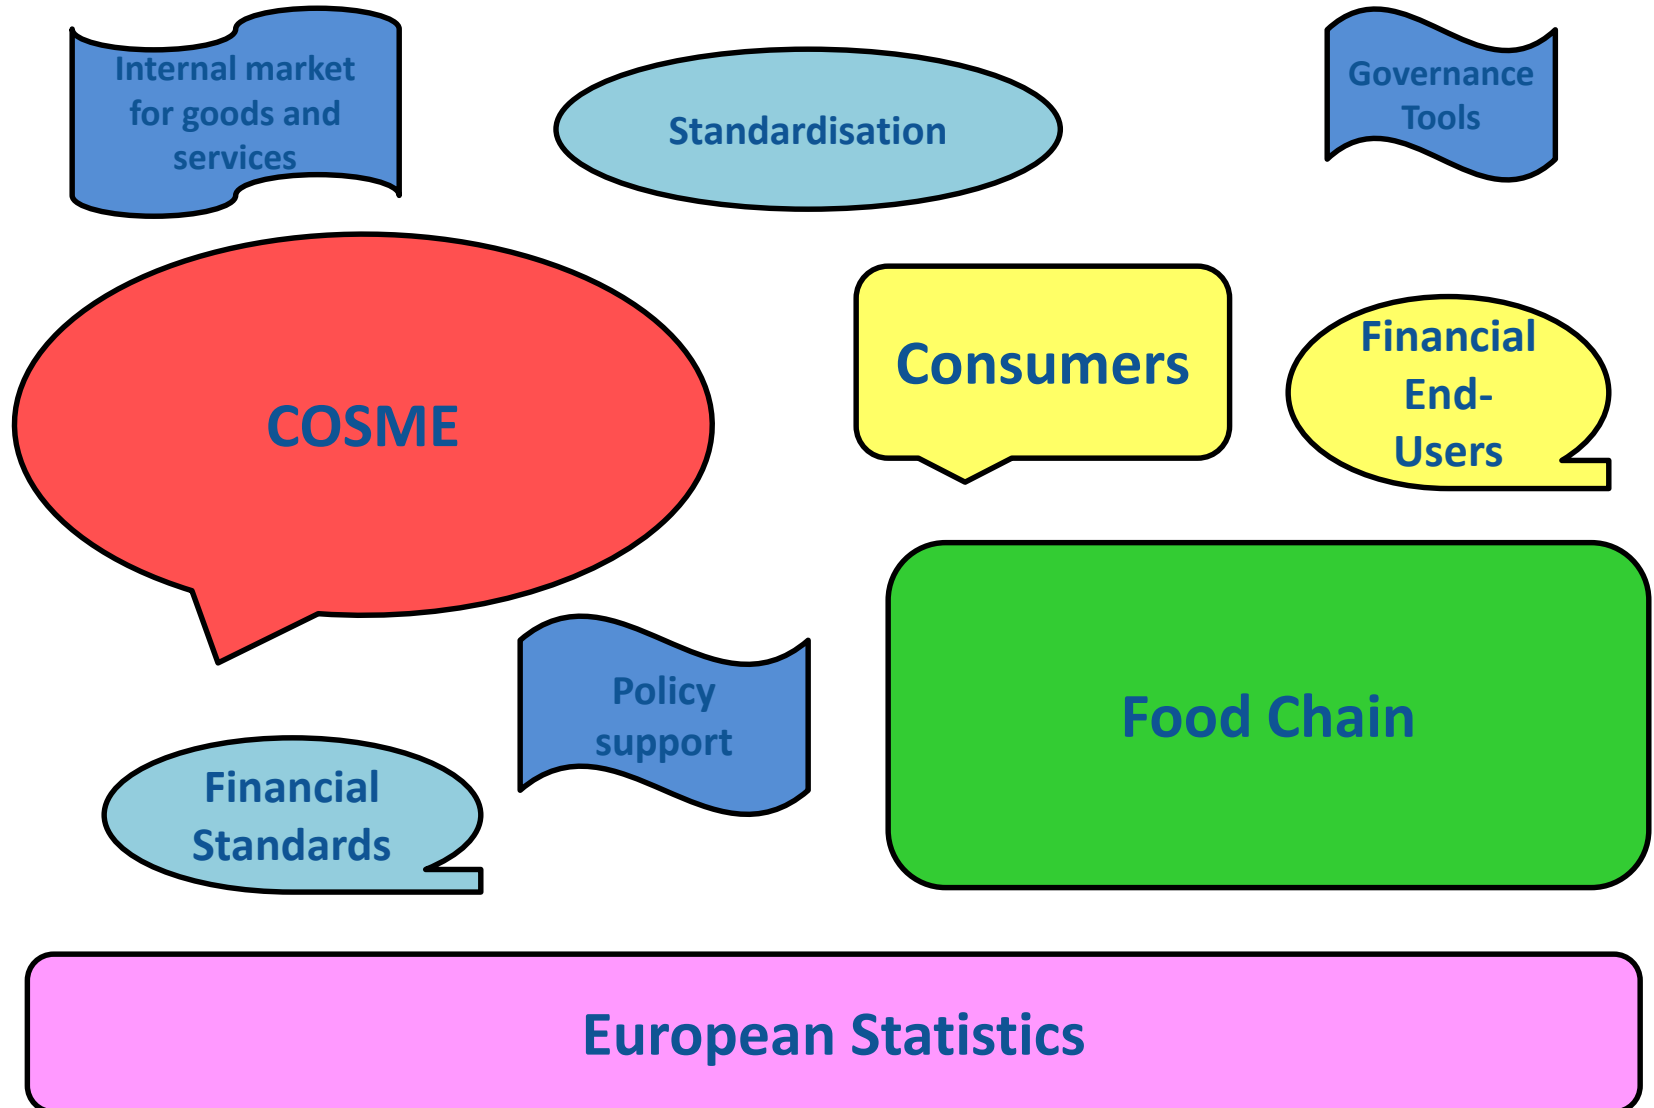 Internal market
for goods and
services
Standardisation
Governance
Tools
COSME
Consumers
Financial
End-
Users
Policy
support
Food Chain
Financial
Standards
European Statistics